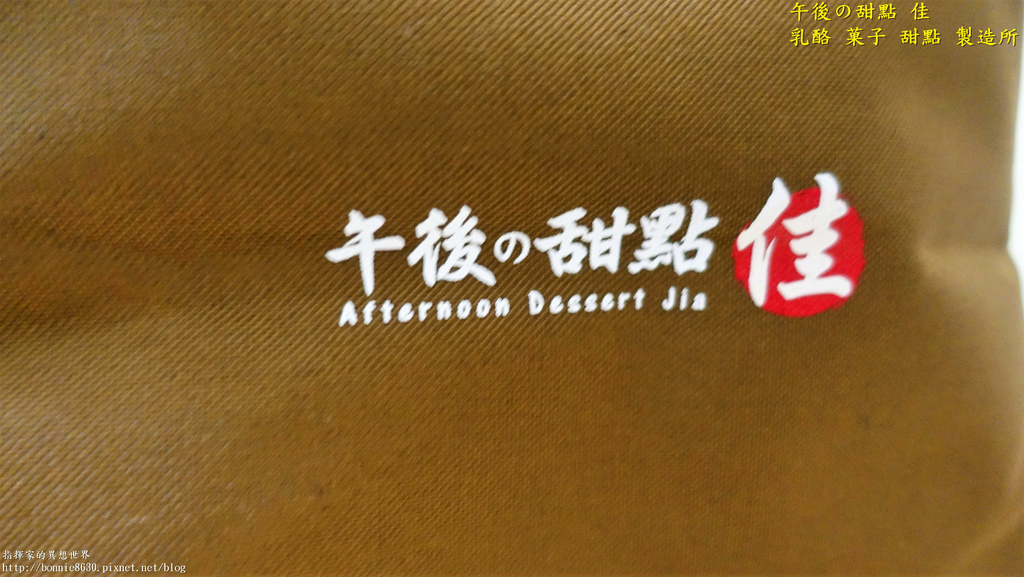 午後の甜點 佳
乳酪 菓子 甜點 製造所
午後の甜點 佳
Afternoon Dessert Jia
指揮家的異想世界
http://bonnie8630.pixnet.net/blog